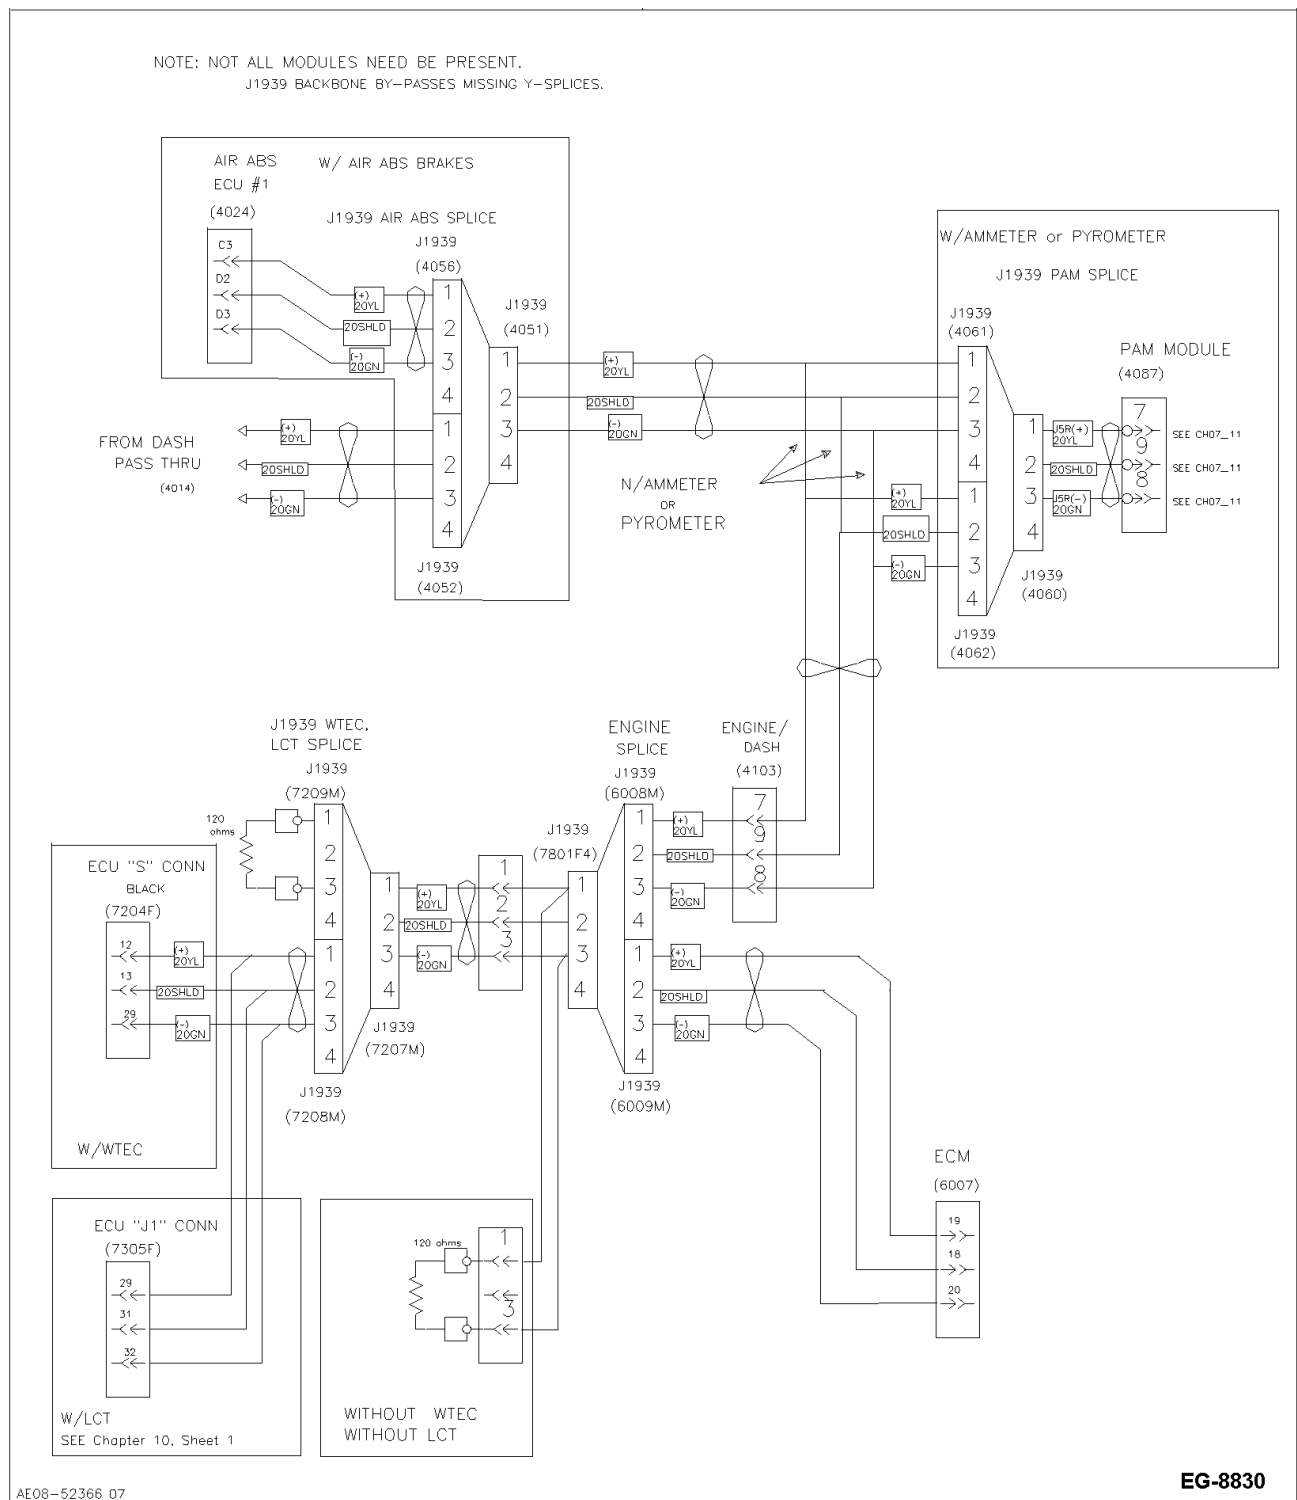 NOTE: NOT ALL MODULES NEED BE PRESENT.
J1939 BACKBONE BY-PASSES MISSING Y-SPLICES.
AIR ABS
ECU #1
(4024)
W/ AIR ABS BRAKES
J1939 AIR ABS SPLICE
J1939
(4056)
C3
D2
D3
(+)
20YL
20SHLD
(-)
20GN
1
2
3
4
J1939
(4051)
1
2
3
4
FROM DASH
PASS THRU
(4014)
(+)
20YL
20SHLD
(-)
20GN
1
2
3
4
J1939
(4052)
(+)
20YL
20SHLD
(-)
20GN
N/AMMETER
OR
PYROMETER
W/AMMETER or PYROMETER
J1939 PAM SPLICE
J1939
(4061)
1
2
3
4
(+)
20YL
20SHLD
(-)
20GN
1
2
3
4
J1939
(4062)
1
2
3
4
J1939
(4060)
J5R(+)
20YL
20SHLD
J5R(-)
20GN
PAM MODULE
(4087)
7
9
8
SEE CH07_11
SEE CH07_11
SEE CH07_11
J1939 WTEC,
LCT SPLICE
J1939
(7209M)
120
ohms
1
2
3
4
1
2
3
4
J1939
(7208M)
1
2
3
4
J1939
(7207M)
(+)
20YL
20SHLD
(-)
20GN
1
2
3
J1939
(7801F4)
1
2
3
4
ENGINE
SPLICE
J1939
(6008M)
1
2
3
4
1
2
3
4
J1939
(6009M)
(+)
20YL
20SHLD
(-)
20GN
ENGINE/
DASH
(4103)
7
9
8
(+)
20YL
20SHLD
(-)
20GN
ECU "S" CONN
BLACK
(7204F)
12
13
29
(+)
20YL
20SHLD
(-)
20GN
W/WTEC
ECU "J1" CONN
(7305F)
29
31
32
W/LCT
SEE Chapter 10, Sheet 1
120 ohms
1
3
WITHOUT WTEC
WITHOUT LCT
ECM
(6007)
19
18
20
AE08-52366 07
EG-8830